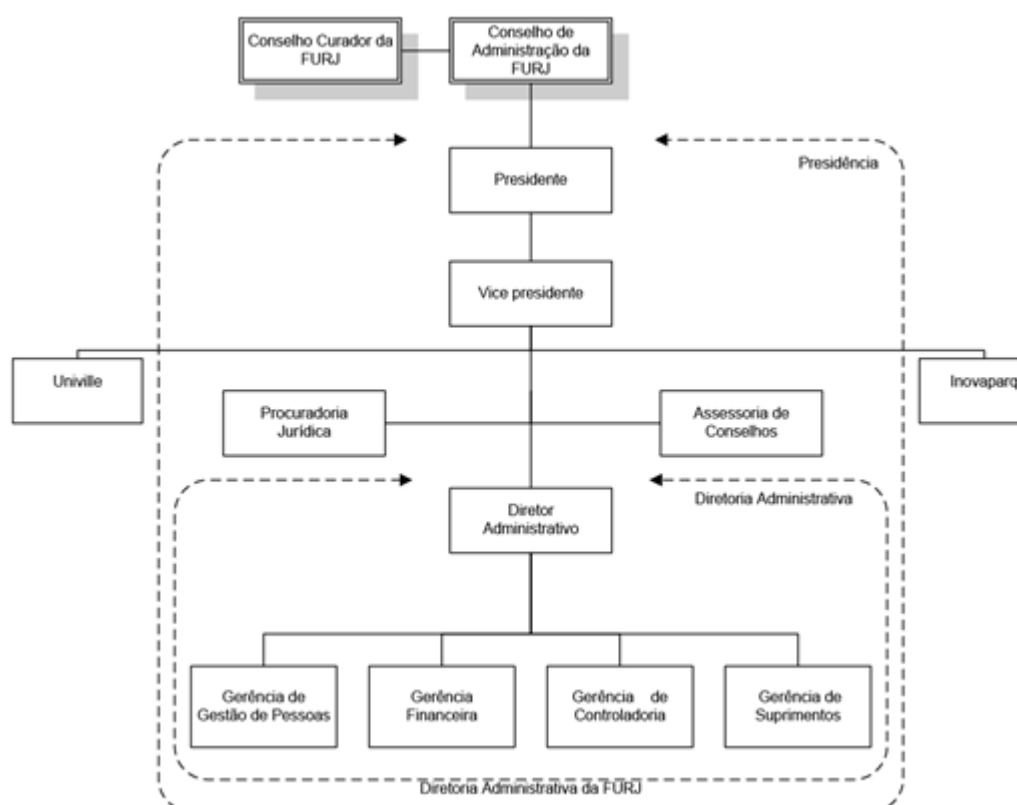 Conselho Curador da
FURJ
Conselho de
Administração da
FURJ
Presidência
Presidente
Vice presidente
Univille
Inovaparq
Procuradoria
Jurídica
Assessoria de
Conselhos
Diretoria Administrativa
Diretor
Administrativo
Gerência de
Gestão de Pessoas
Gerência
Financeira
Gerência de
Controladoria
Gerência de
Suprimentos
Diretoria Administrativa da FURJ